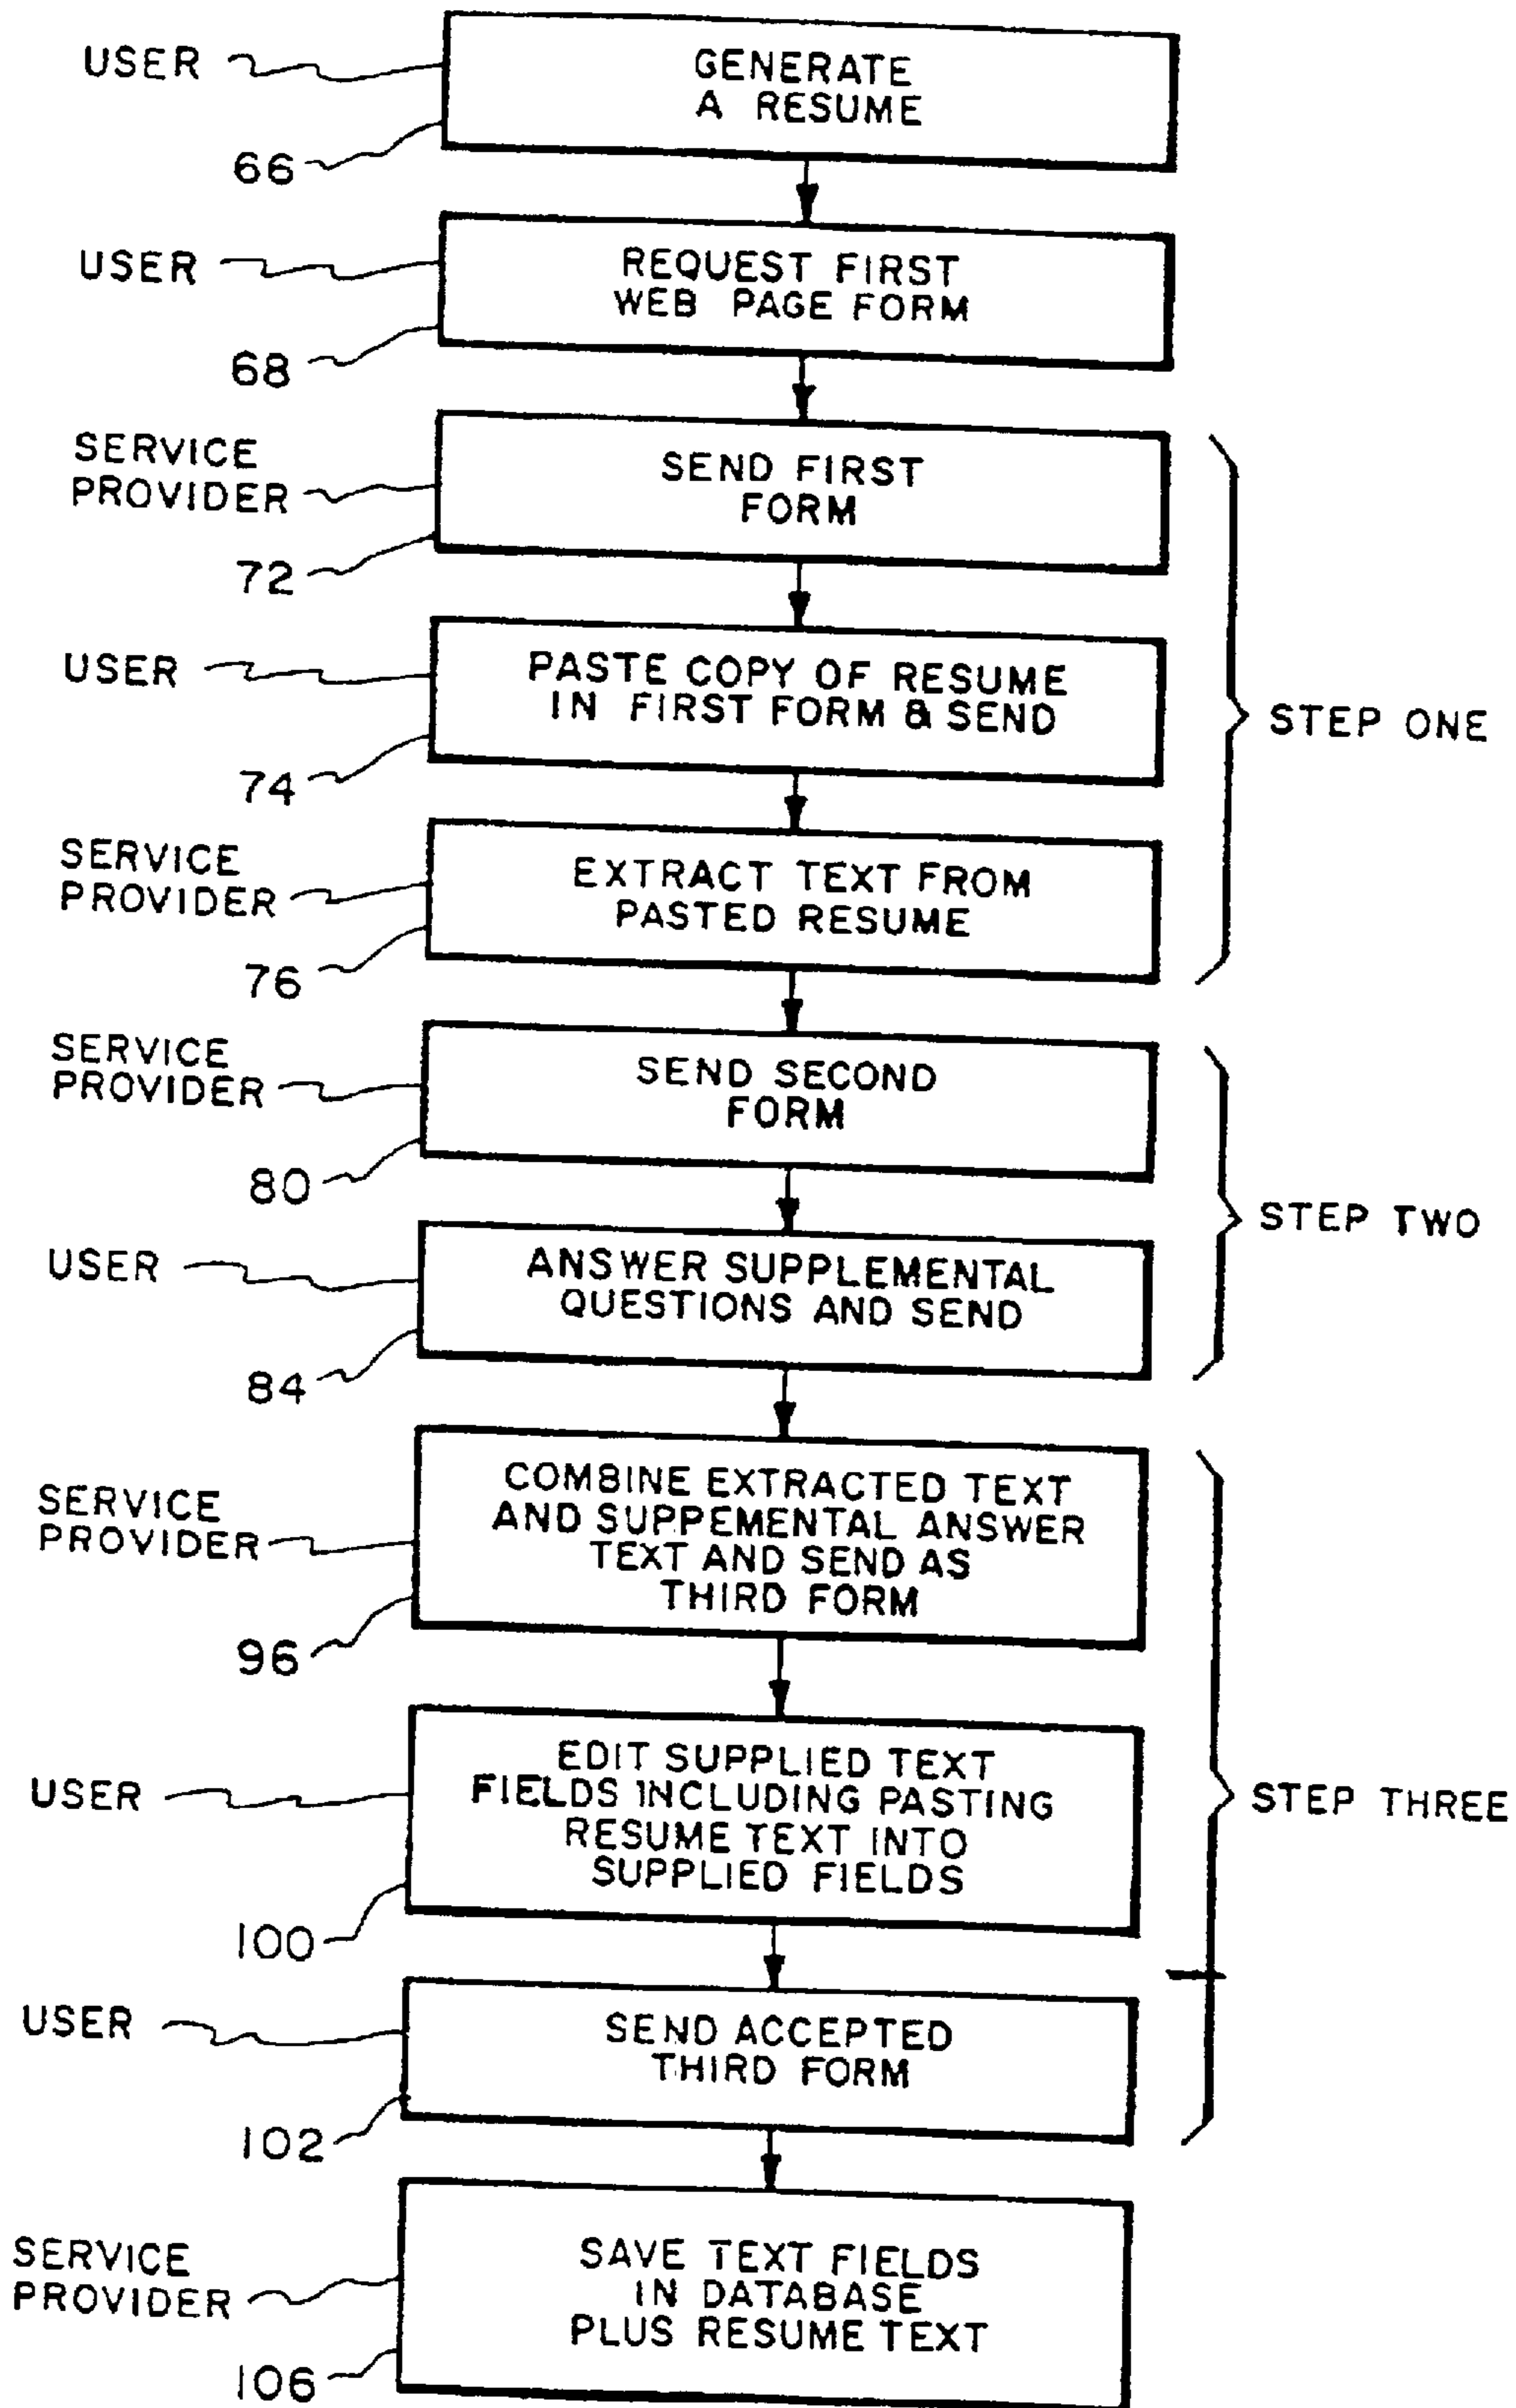 USER
GENERATE
A RESUME
66
USER
REQUEST FIRST
WEB PAGE FORM
68
SERVICE
PROVIDER
SEND FIRST
FORM
72
USER
PASTE COPY OF RESUME
IN FIRST FORM & SEND
74
STEP ONE
SERVICE
PROVIDER
EXTRACT TEXT FROM
PASTED RESUME
76
SERVICE
PROVIDER
SEND SECOND
FORM
80
STEP TWO
USER
ANSWER SUPPLEMENTAL
QUESTIONS AND SEND
84
SERVICE
PROVIDER
COMBINE EXTRACTED TEXT
AND SUPPEMENTAL ANSWER
TEXT AND SEND AS
THIRD FORM
96
USER
EDIT SUPPLIED TEXT
FIELDS INCLUDING PASTING
RESUME TEXT INTO
SUPPLIED FIELDS
100
STEP THREE
USER
SEND ACCEPTED
THIRD FORM
102
SERVICE
PROVIDER
SAVE TEXT FIELDS
IN DATABASE
PLUS RESUME TEXT
106